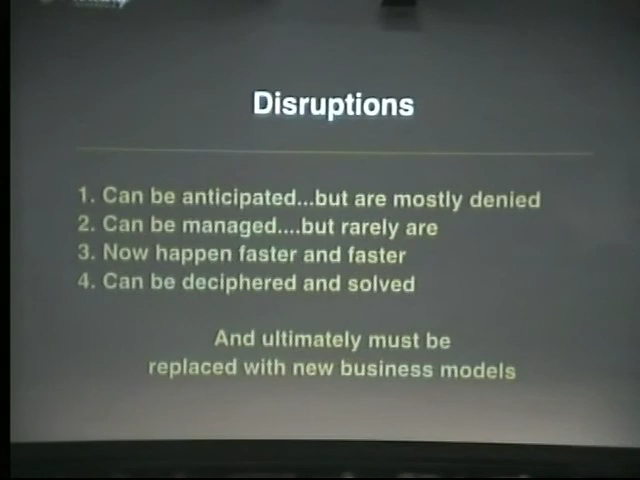 Disruptions
1. Can be anticipated...but are mostly denied
2. Can be managed....but rarely are
3. Now happen faster and faster
4. Can be deciphered and solved
And ultimately must be
replaced with new business models